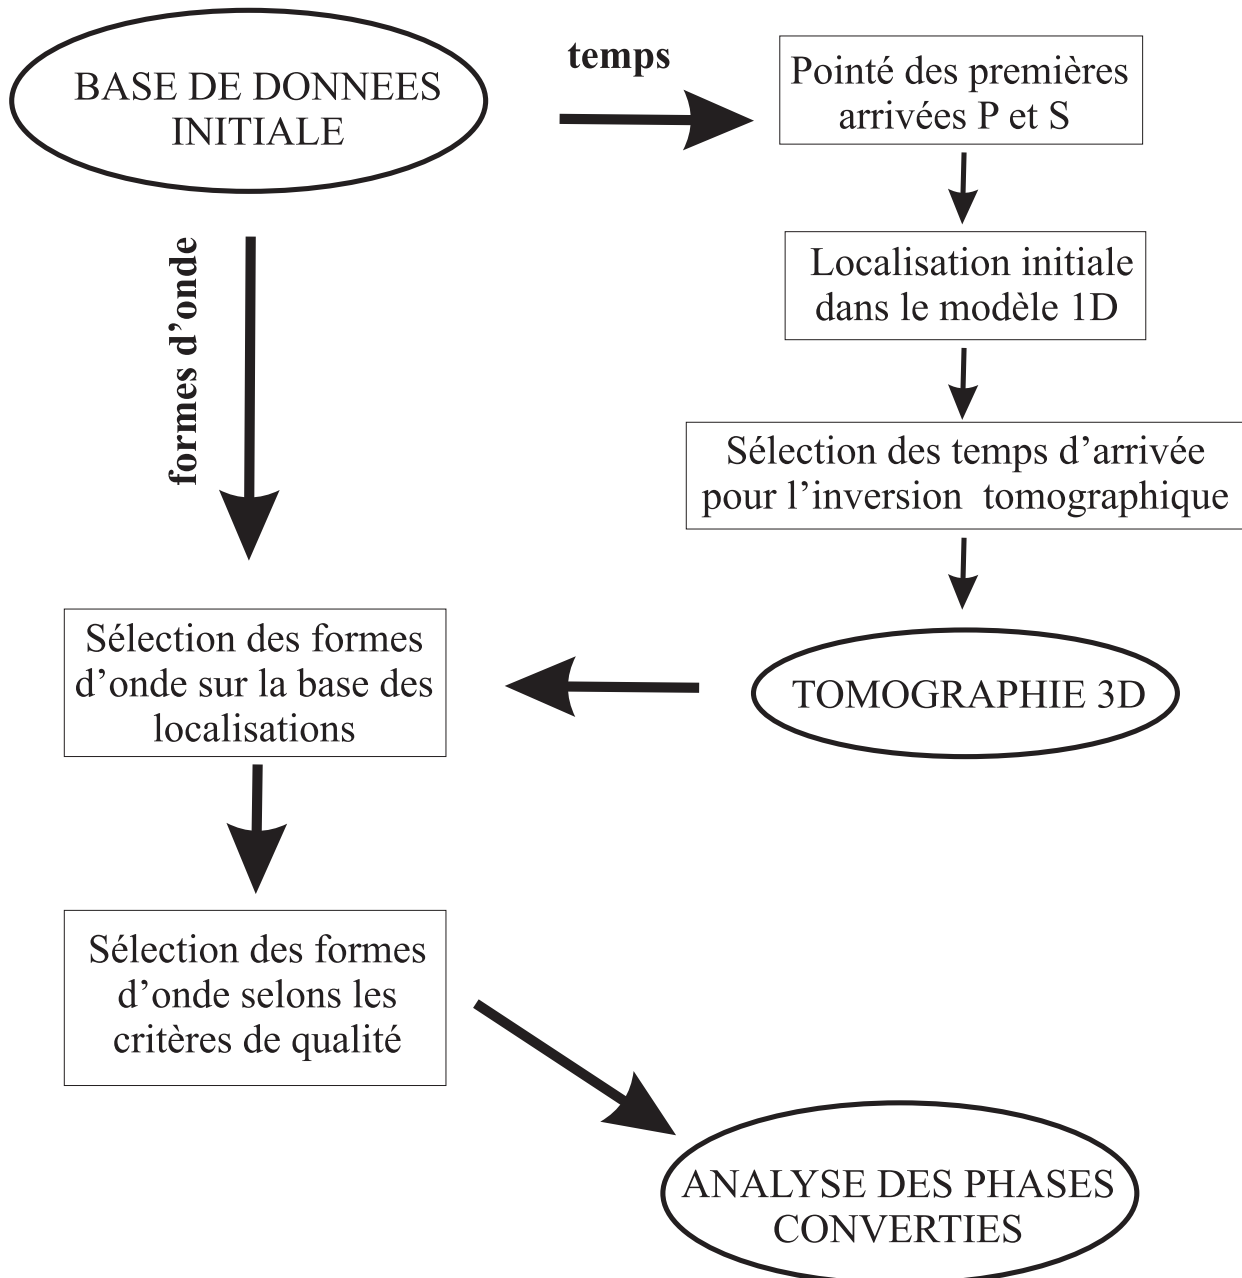 BASE DE DONNEES
INITIALE
temps
Pointé des premières
arrivées P et S
formes d’onde
Localisation initiale
dans le modèle 1D
Sélection des temps d’arrivée
pour l’inversion tomographique
TOMOGRAPHIE 3D
Sélection des formes
d’onde sur la base des
localisations
Sélection des formes
d’onde selons les
critères de qualité
ANALYSE DES PHASES
CONVERTIES